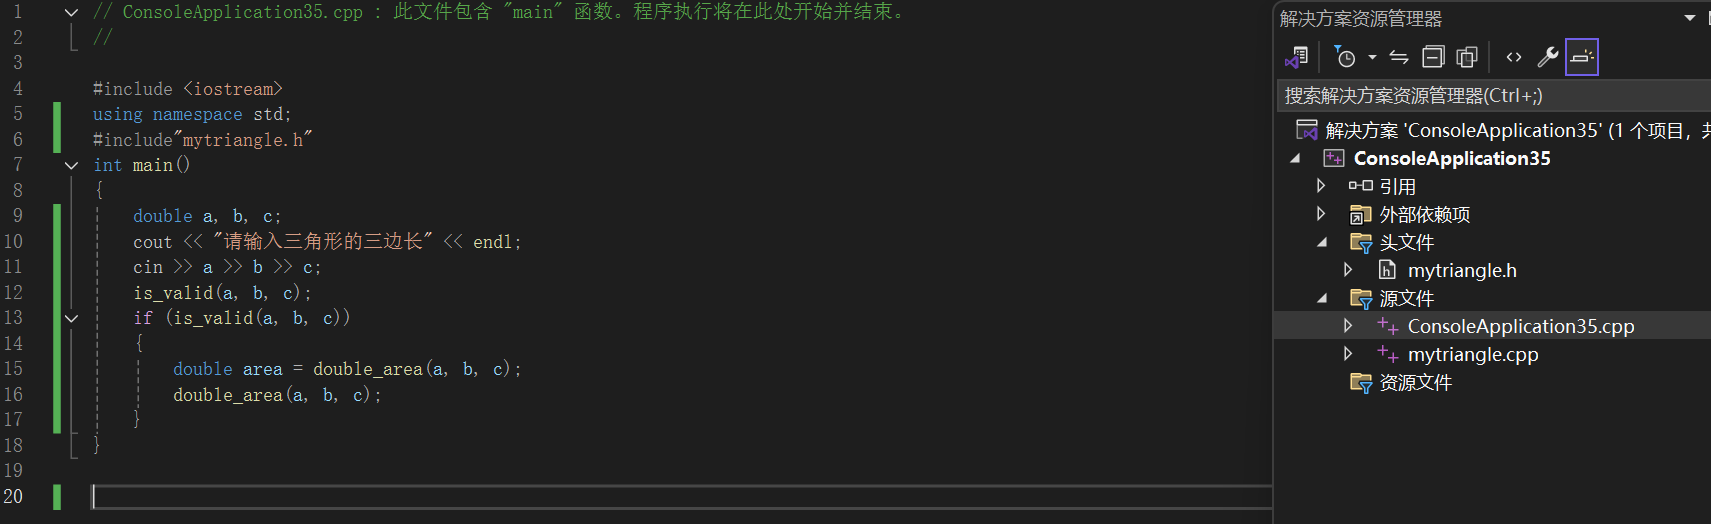 1 // ConsoleApplication35.cpp : 此文件包含 "main" 函数。程序执行将在此处开始并结束。
2 //
3
4 #include <iostream>
5 using namespace std;
6 #include"mytriangle.h"
7 int main()
8 {
9 double a, b, c;
10 cout << "请输入三角形的三边长" << endl;
11 cin >> a >> b >> c;
12 is_valid(a, b, c);
13 if (is_valid(a, b, c))
14 {
15 double area = double_area(a, b, c);
16 double_area(a, b, c);
17 }
18 }
19
20
解决方案资源管理器
搜索解决方案资源管理器(Ctrl+;)
解决方案 'ConsoleApplication35' (1 个项目, 共
ConsoleApplication35
引用
外部依赖项
头文件
mytriangle.h
源文件
ConsoleApplication35.cpp
mytriangle.cpp
资源文件